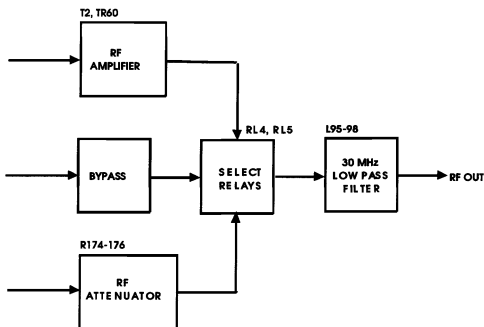 T2, TR60
RF
AMPLIFIER
RL4, RL5
L95-98
BYPASS
SELECT
RELAYS
30 MHz
LOW PASS
FILTER
RF OUT
R174-176
RF
ATTENUATOR